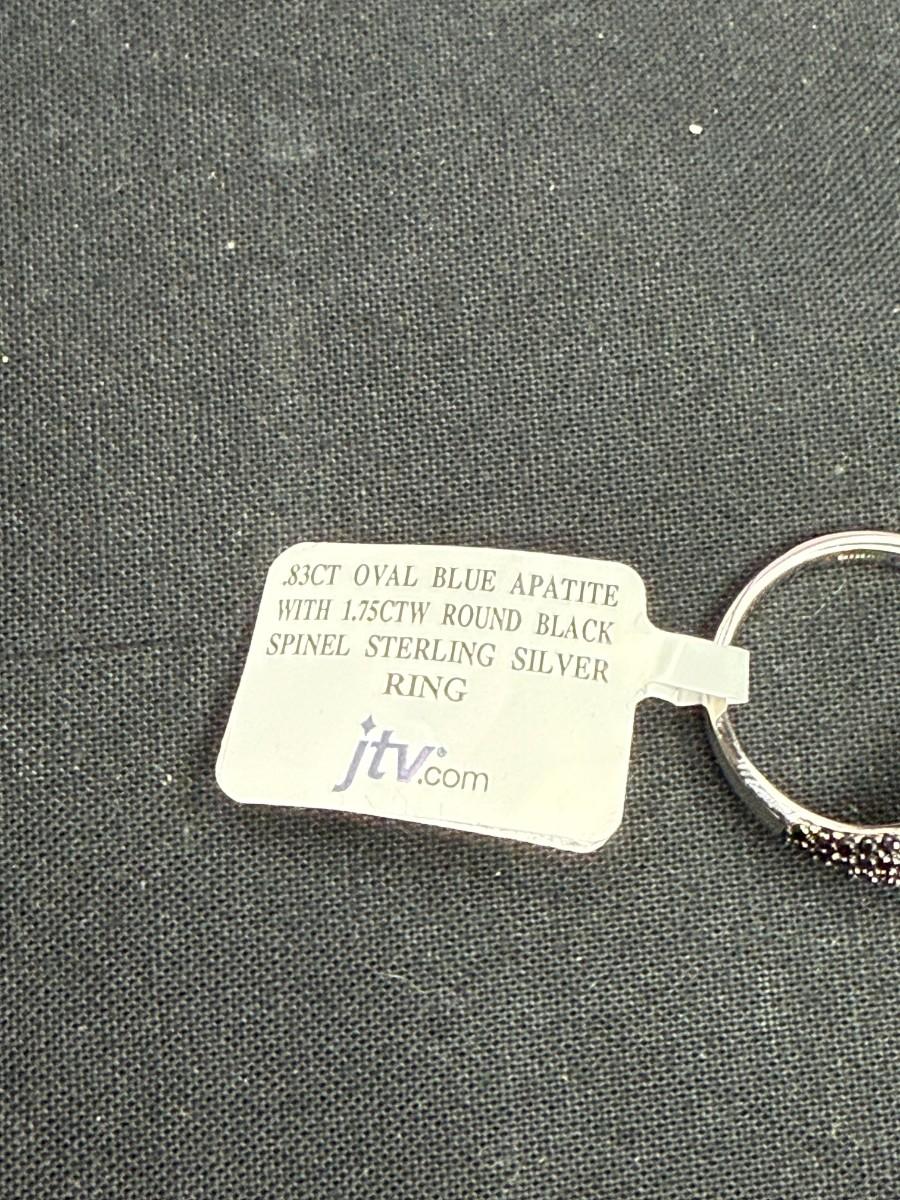 .83CT OVAL BLUE APATITE
WITH 1.75CTW ROUND BLACK
SPINEL STERLING SILVER
RING
jtv®.com